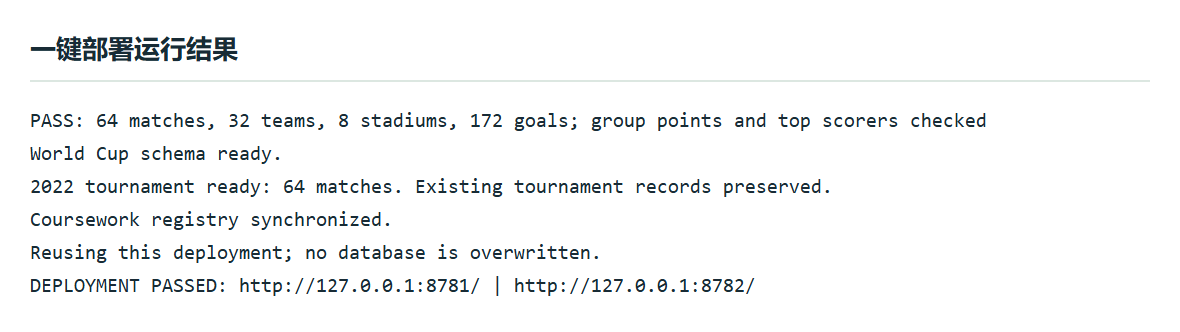 一键部署运行结果
PASS: 64 matches, 32 teams, 8 stadiums, 172 goals; group points and top scorers checked
World Cup schema ready.
2022 tournament ready: 64 matches. Existing tournament records preserved.
Coursework registry synchronized.
Reusing this deployment; no database is overwritten.
DEPLOYMENT PASSED: http://127.0.0.1:8781/ | http://127.0.0.1:8782/